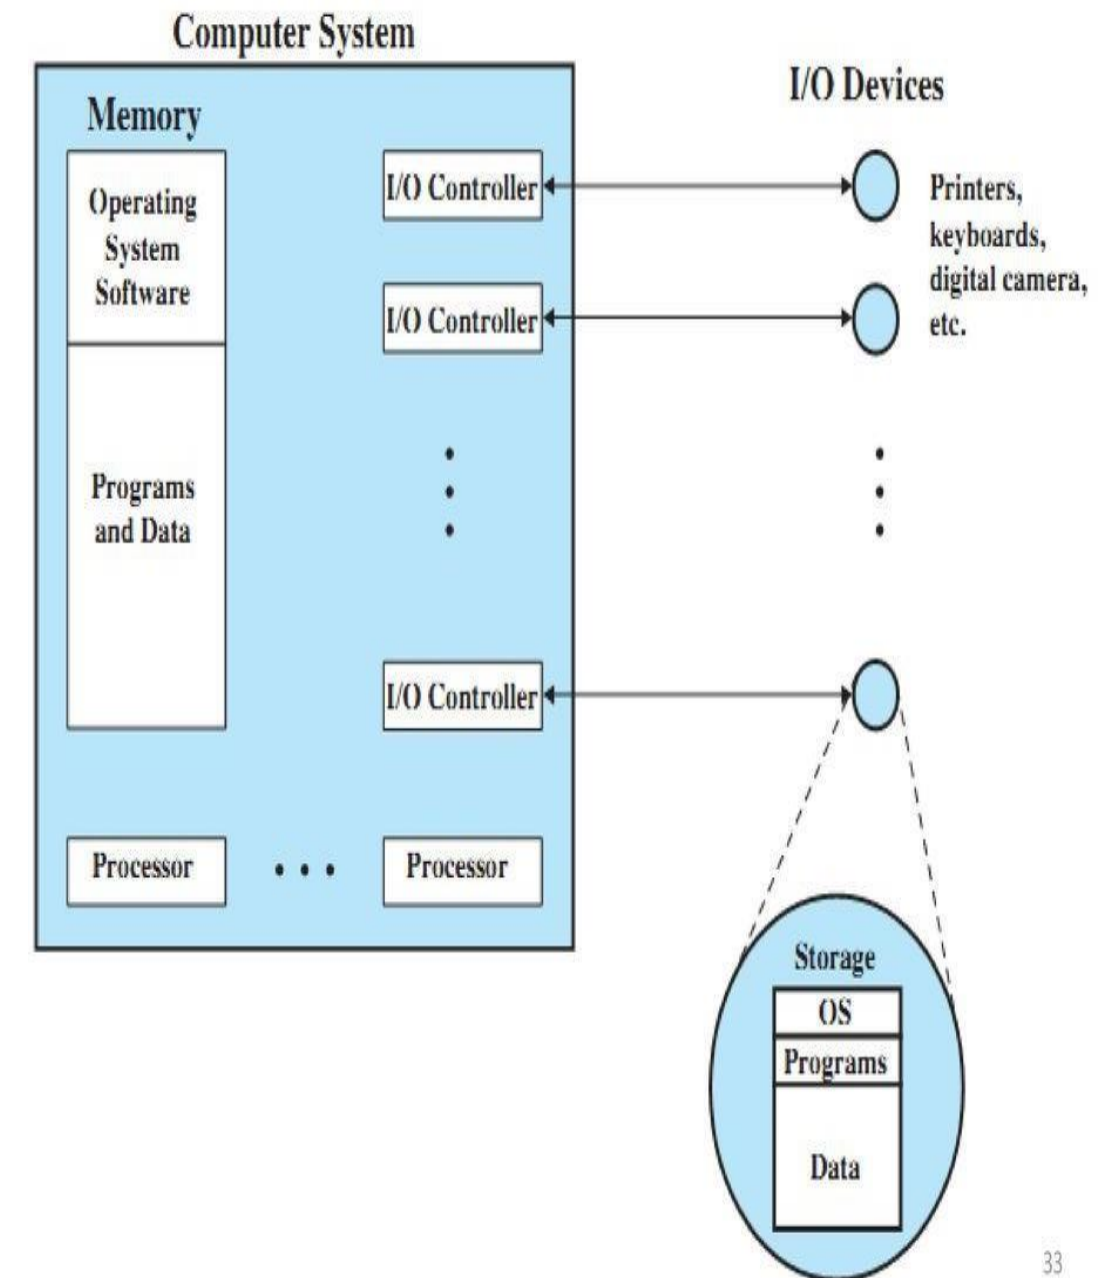 Computer System
Memory
Operating
System
Software
Programs
and Data
I/O Controller
I/O Controller
I/O Controller
Processor
Processor
I/O Devices
Printers,
keyboards,
digital camera,
etc.
Storage
OS
Programs
Data
33